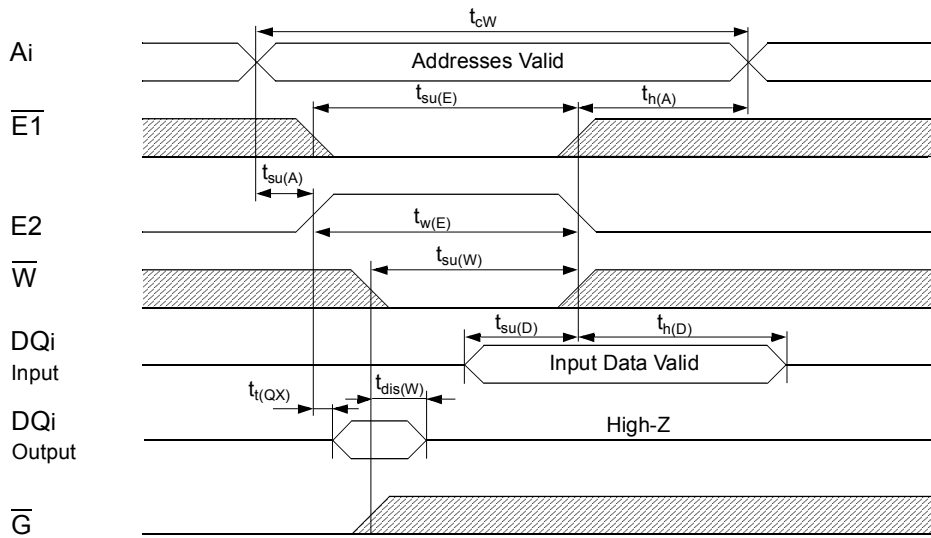 t_cW
Ai
Addresses Valid
t_su(E)
t_h(A)
E1
t_su(A)
E2
t_w(E)
t_su(W)
W
t_su(D)
t_h(D)
DQi
Input
Input Data Valid
t_t(QX)
t_dis(W)
DQi
Output
High-Z
G